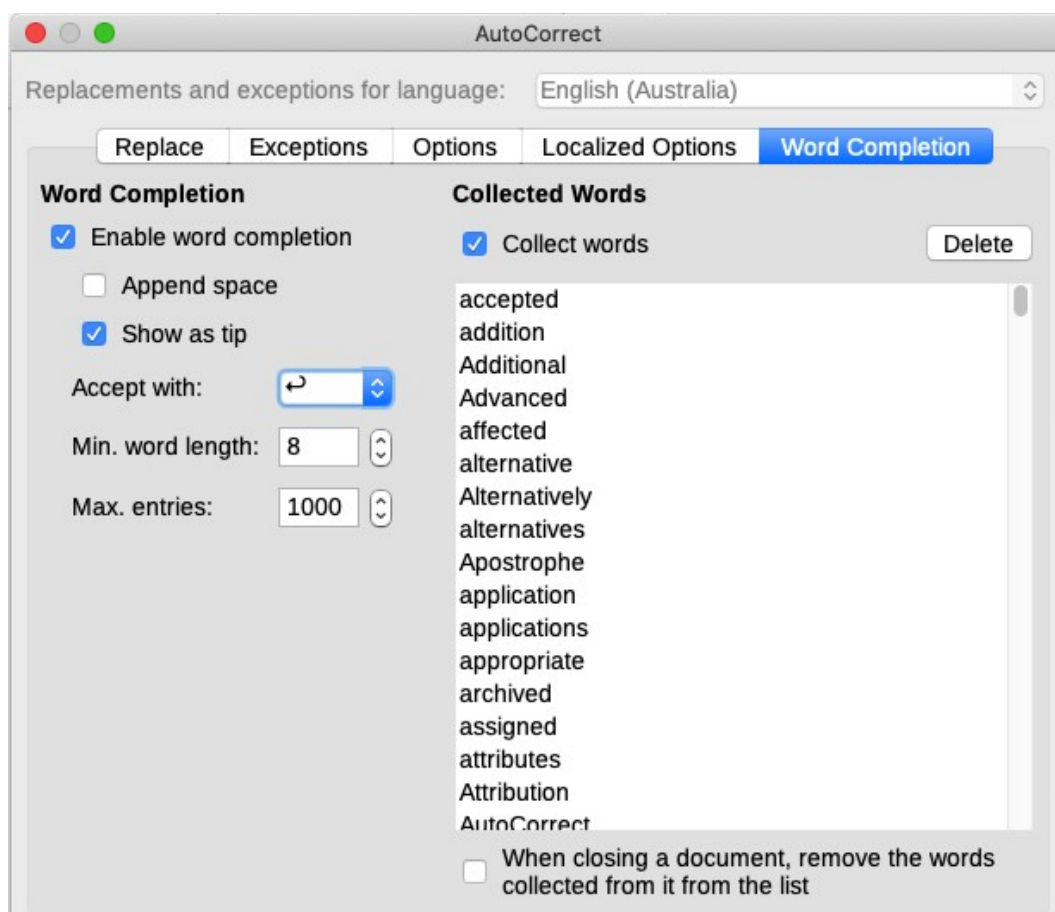 AutoCorrect
Replacements and exceptions for language: English (Australia)
Replace Exceptions Options Localized Options Word Completion
Word Completion
Enable word completion
Append space
Show as tip
Accept with: ↩
Min. word length: 8
Max. entries: 1000
Collected Words
Collect words Delete
accepted
addition
Additional
Advanced
affected
alternative
Alternatively
alternatives
Apostrophe
application
applications
appropriate
archived
assigned
attributes
Attribution
AutoCorrect
When closing a document, remove the words
collected from it from the list